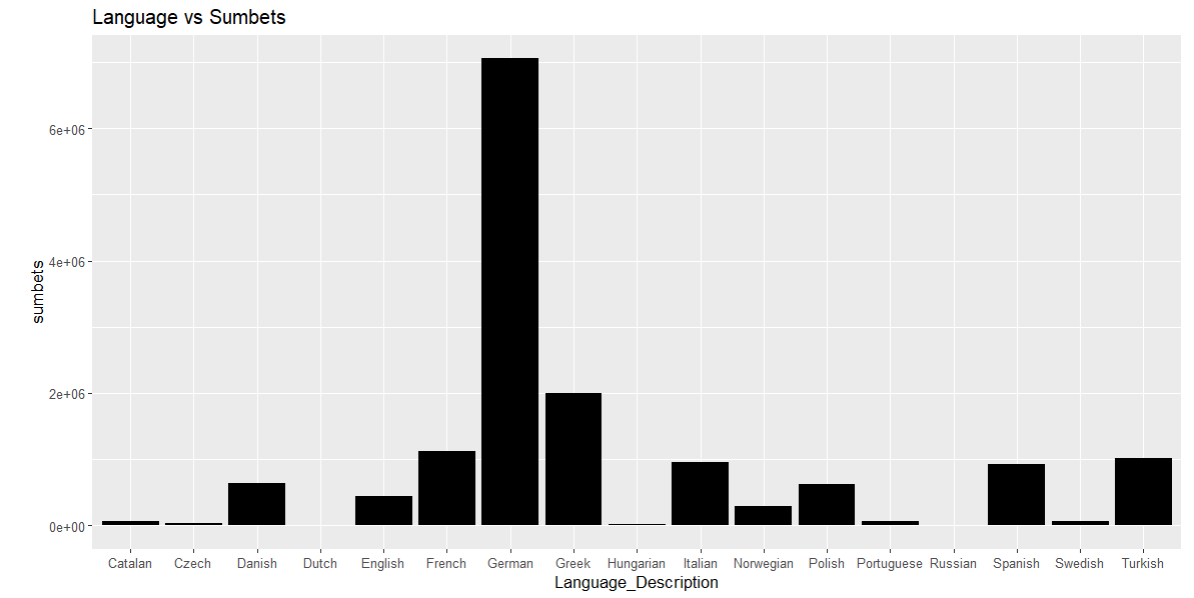 Language vs Sumbets
sumbets
6e+06
4e+06
2e+06
0e+00
Catalan Czech Danish Dutch English French German Greek Hungarian Italian Norwegian Polish Portuguese Russian Spanish Swedish Turkish
Language_Description